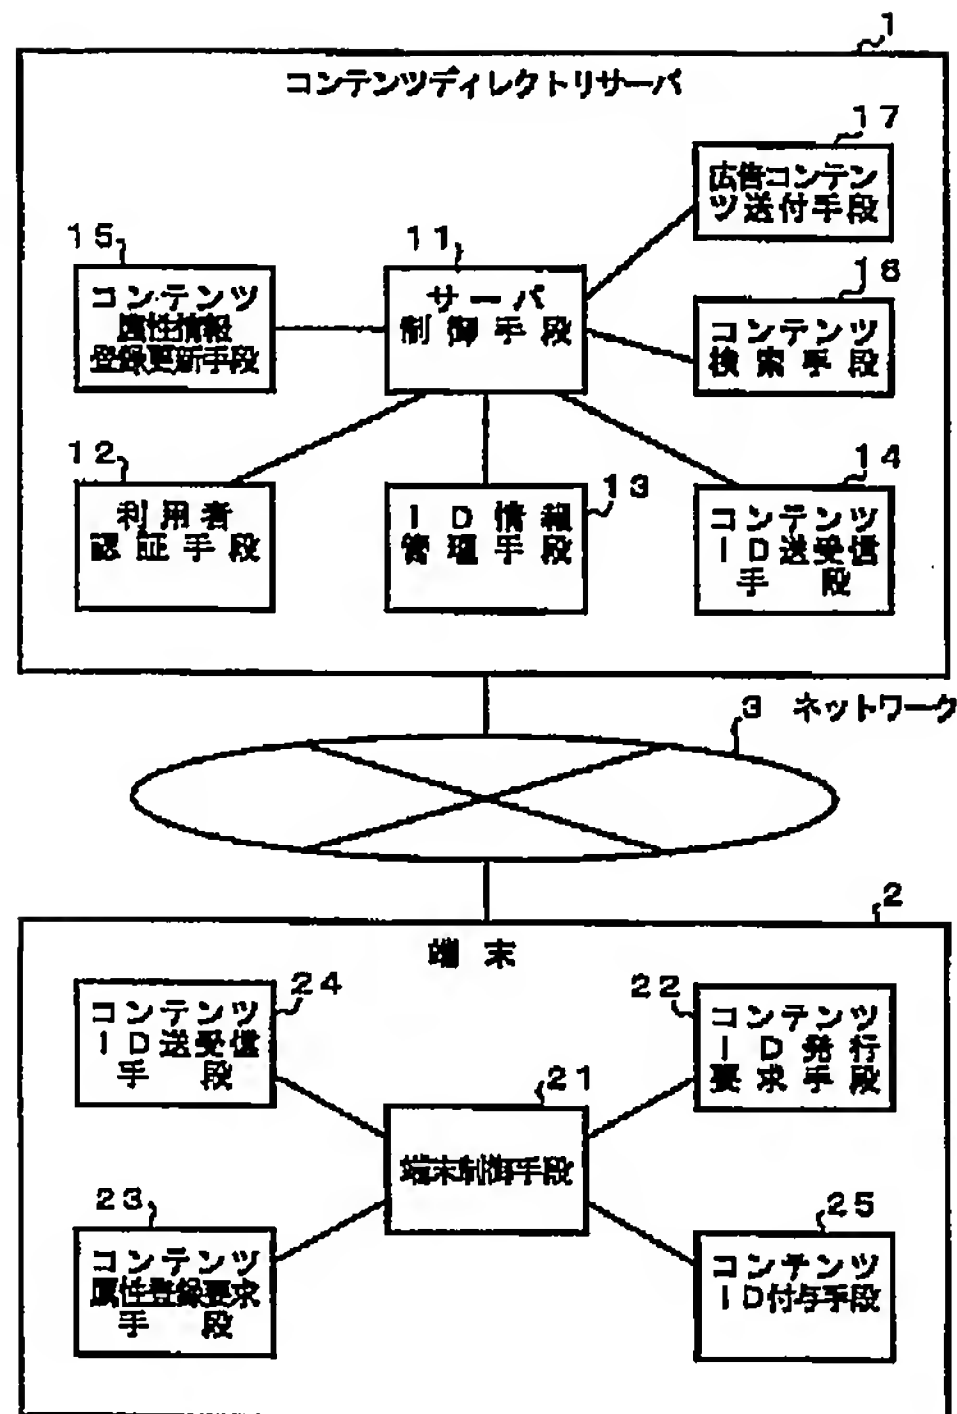 1
コンテンツディレクトリサーバ
17
広告コンテン
ツ送付手段
15
コンテンツ
属性情報
登録更新手段
11
サーバ
制御手段
16
コンテンツ
検索手段
12
利用者
認証手段
13
ID情報
管理手段
14
コンテンツ
ID送受信
手段
3 ネットワーク
2
端末
24
コンテンツ
ID送受信
手段
22
コンテンツ
ID発行
要求手段
21
端末制御手段
23
コンテンツ
属性登録要求
手段
25
コンテンツ
ID付与手段